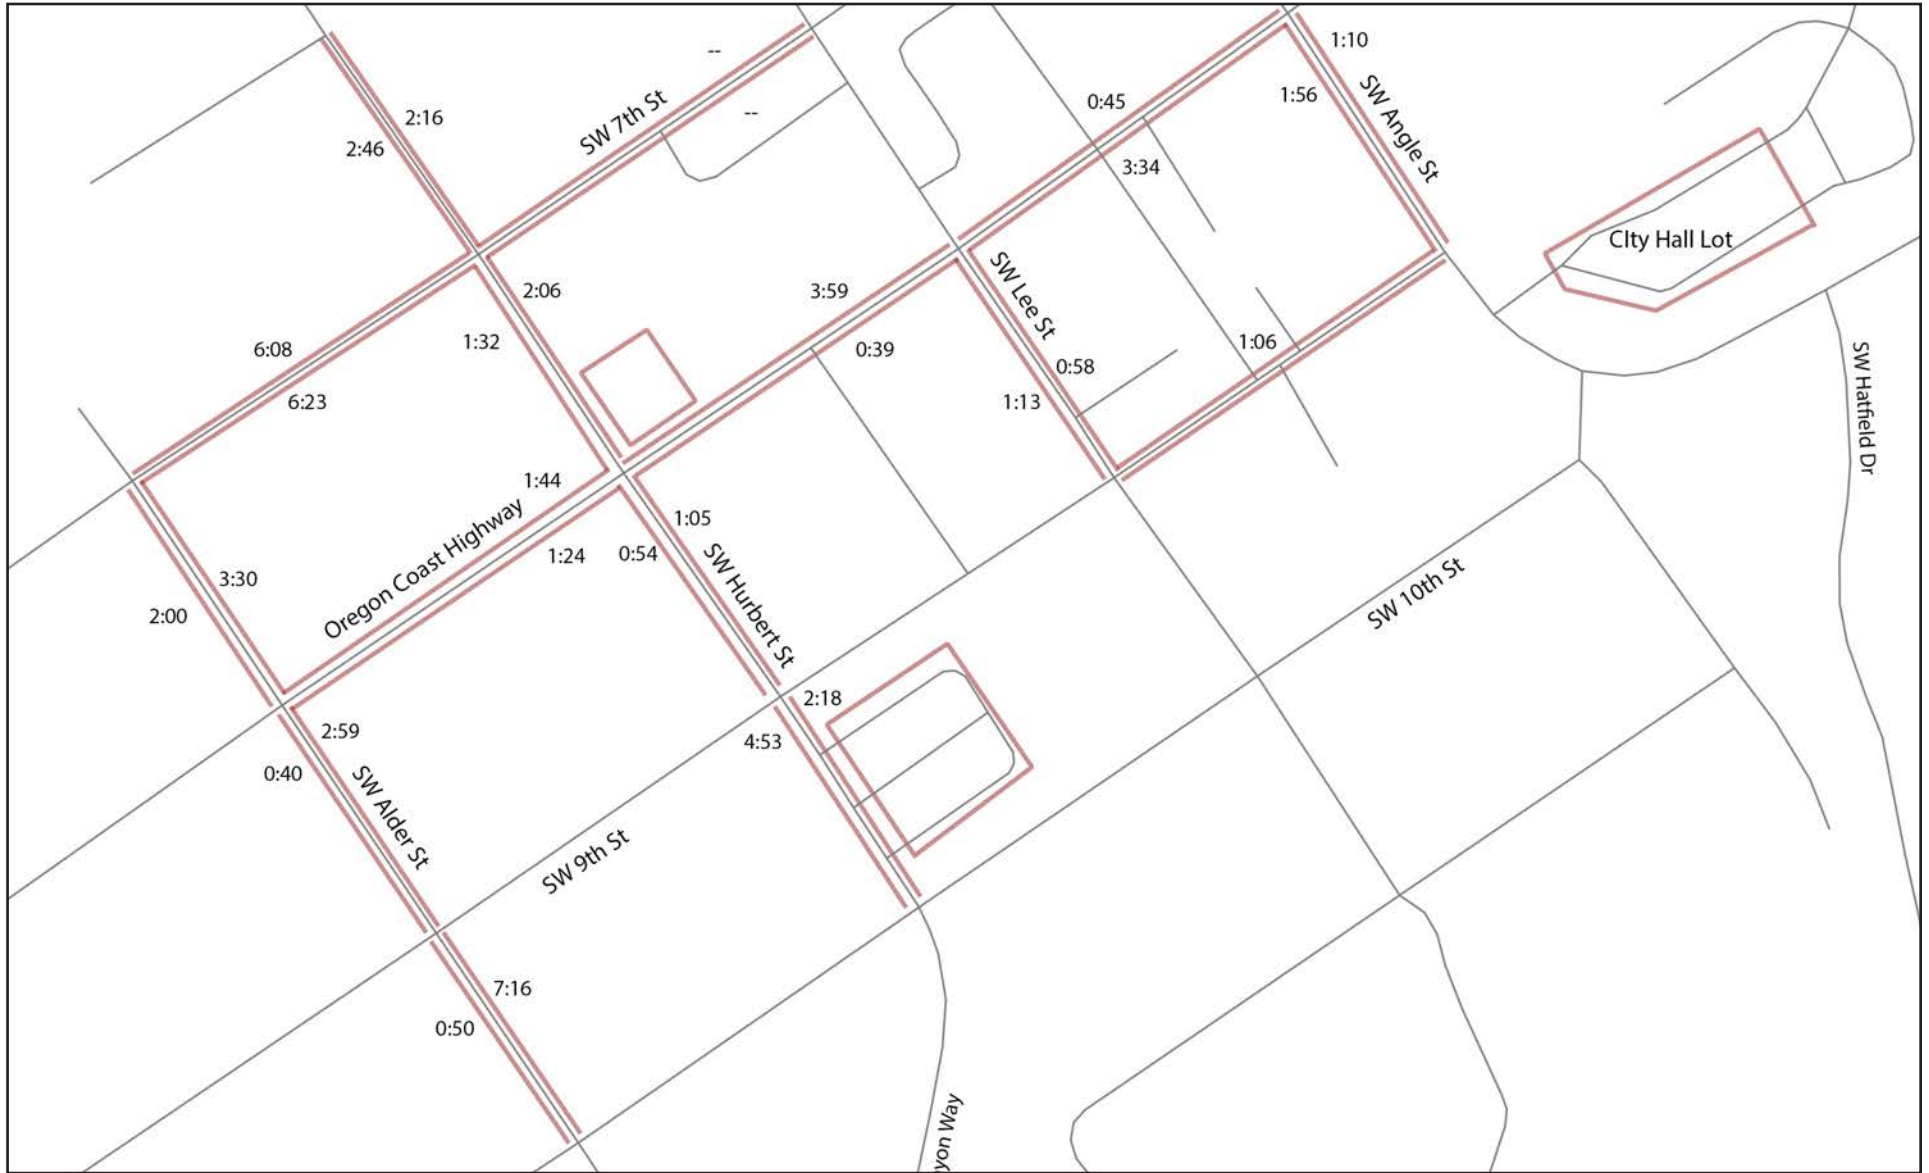 1:10
--
SW 7th St
2:16
2:46
--
0:45
1:56
SW Angle St
3:34
CIty Hall Lot
2:06
3:59
SW Lee St
1:32
6:08
0:39
1:06
6:23
0:58
1:13
SW Hatfield Dr
1:44
1:05
Oregon Coast Highway
1:24
0:54
3:30
2:00
SW Hurbert St
SW 10th St
2:18
2:59
4:53
0:40
SW Alder St
SW 9th St
7:16
0:50
yon Way